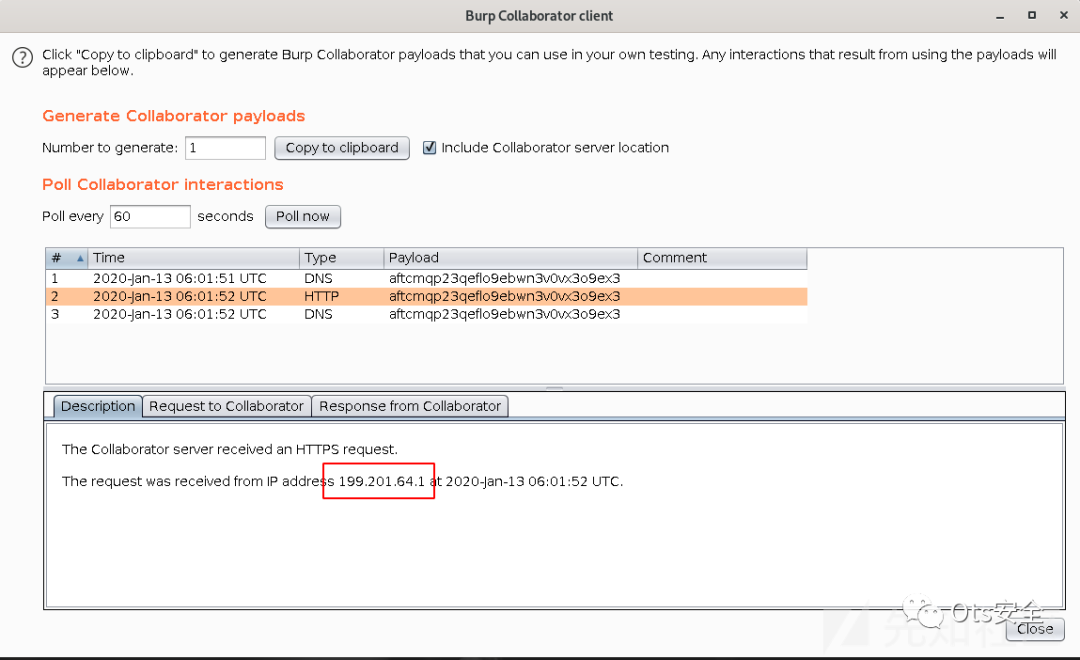 Burp Collaborator client
Click "Copy to clipboard" to generate Burp Collaborator payloads that you can use in your own testing. Any interactions that result from using the payloads will
appear below.
Generate Collaborator payloads
Number to generate: 1 Copy to clipboard Include Collaborator server location
Poll Collaborator interactions
Poll every 60 seconds Poll now
# Time Type Payload Comment
1 2020-Jan-13 06:01:51 UTC DNS aftcmqp23qeflo9ebwn3v0vx3o9ex3
2 2020-Jan-13 06:01:52 UTC HTTP aftcmqp23qeflo9ebwn3v0vx3o9ex3
3 2020-Jan-13 06:01:52 UTC DNS aftcmqp23qeflo9ebwn3v0vx3o9ex3
Description Request to Collaborator Response from Collaborator
The Collaborator server received an HTTPS request.
The request was received from IP address 199.201.64.1 at 2020-Jan-13 06:01:52 UTC.
Ots安全
Close